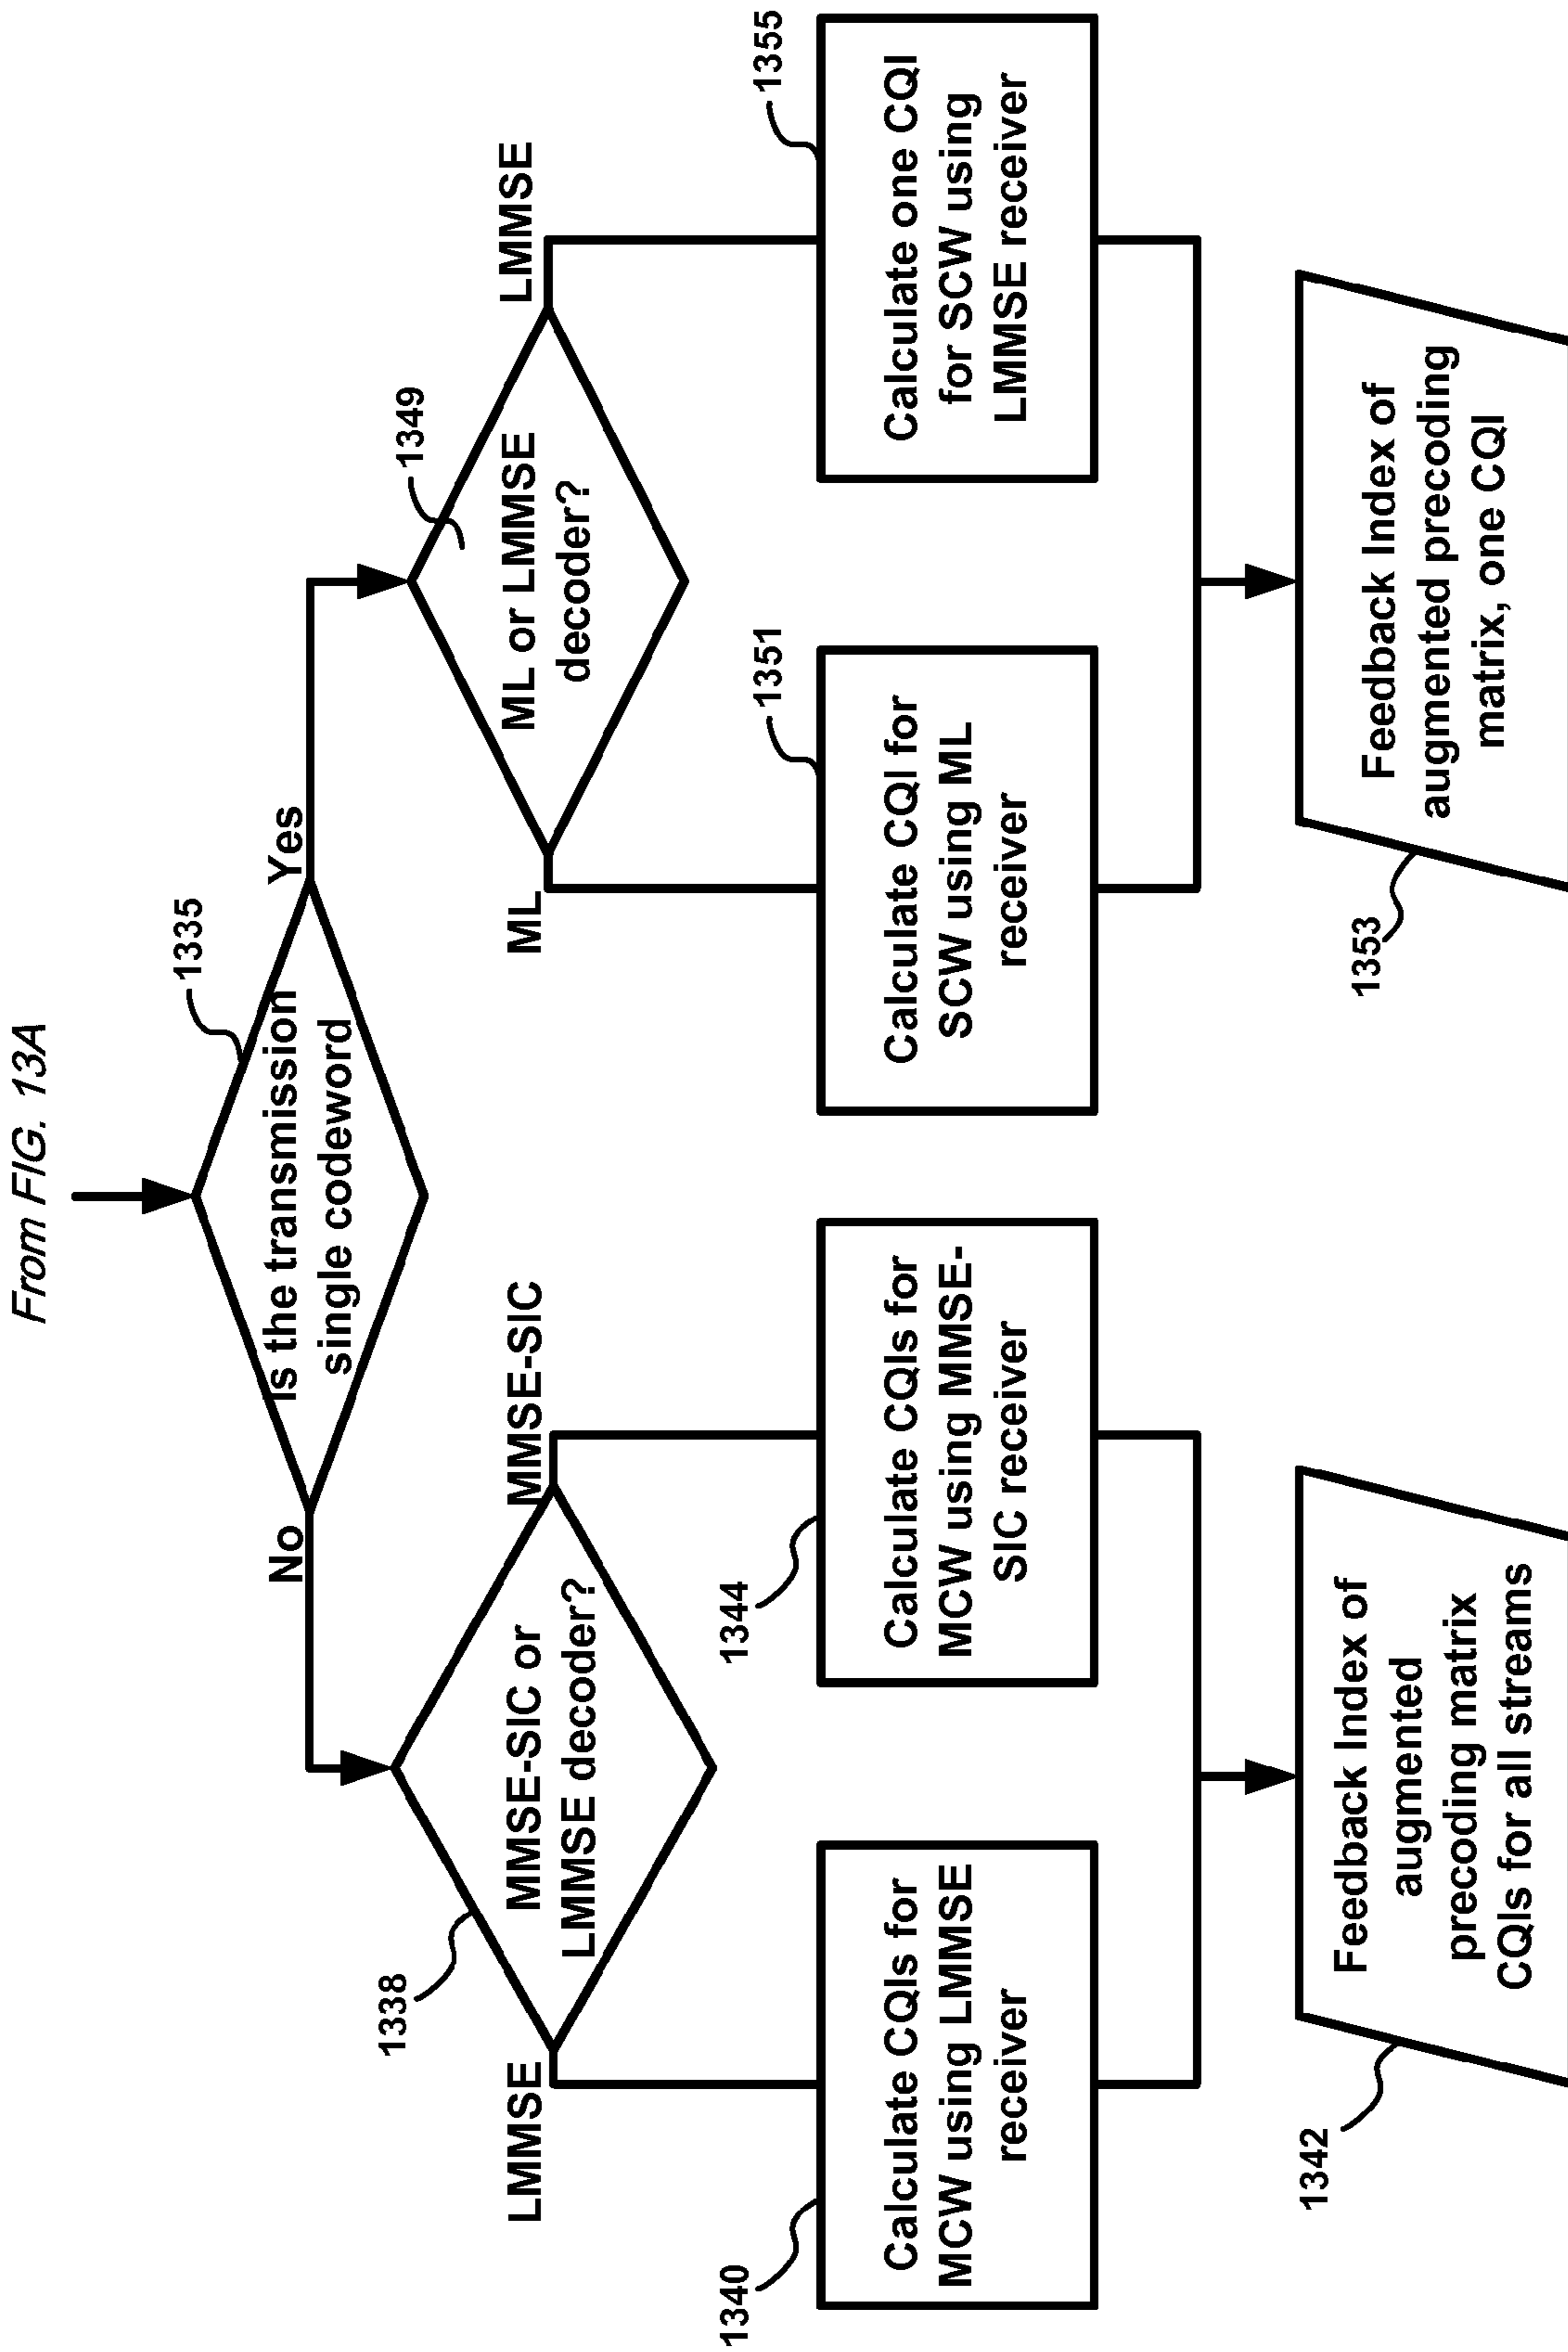 From FIG. 13A
1335
Is the transmission
single codeword
No
Yes
1338
MMSE-SIC or
LMMSE decoder?
LMMSE
MMSE-SIC
1349
ML or LMMSE
decoder?
ML
LMMSE
1340
Calculate CQIs for
MCW using LMMSE
receiver
1344
Calculate CQIs for
MCW using MMSE-
SIC receiver
1351
Calculate CQI for
SCW using ML
receiver
1355
Calculate one CQI
for SCW using
LMMSE receiver
1342
Feedback Index of
augmented
precoding matrix
CQIs for all streams
1353
Feedback Index of
augmented precoding
matrix, one CQI